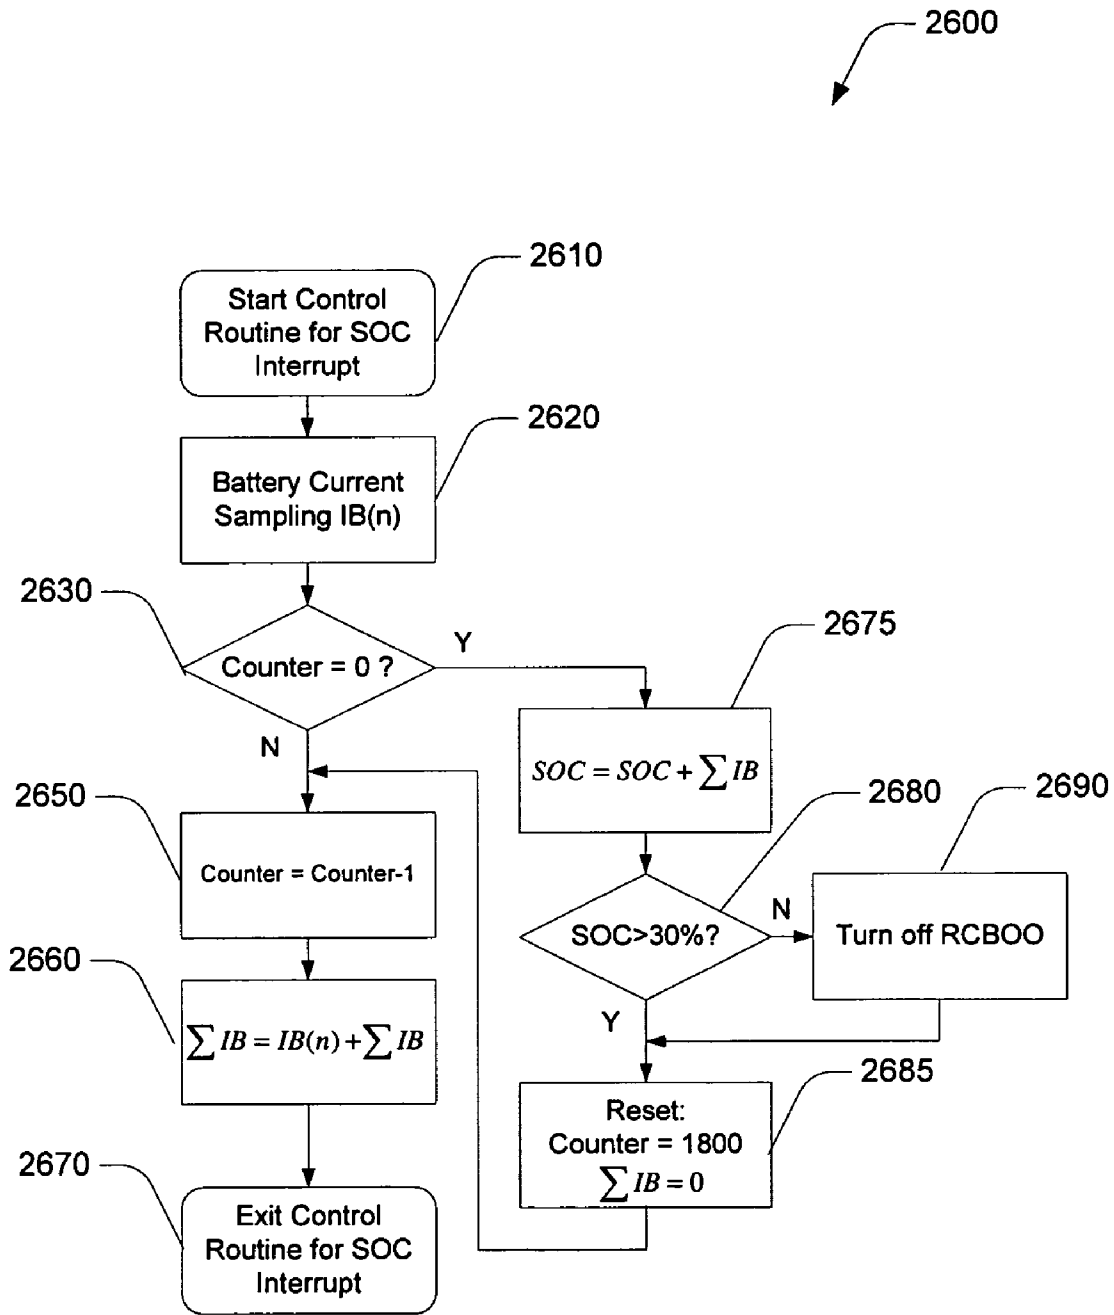 2600
2610
Start Control
Routine for SOC
Interrupt
2620
Battery Current
Sampling IB(n)
2630
Counter = 0 ?
Y
N
2675
SOC = SOC + ∑ IB
2650
Counter = Counter-1
2680
SOC>30%?
N
Y
2690
Turn off RCBOO
2660
∑ IB = IB(n) + ∑ IB
2685
Reset:
Counter = 1800
∑ IB = 0
2670
Exit Control
Routine for SOC
Interrupt